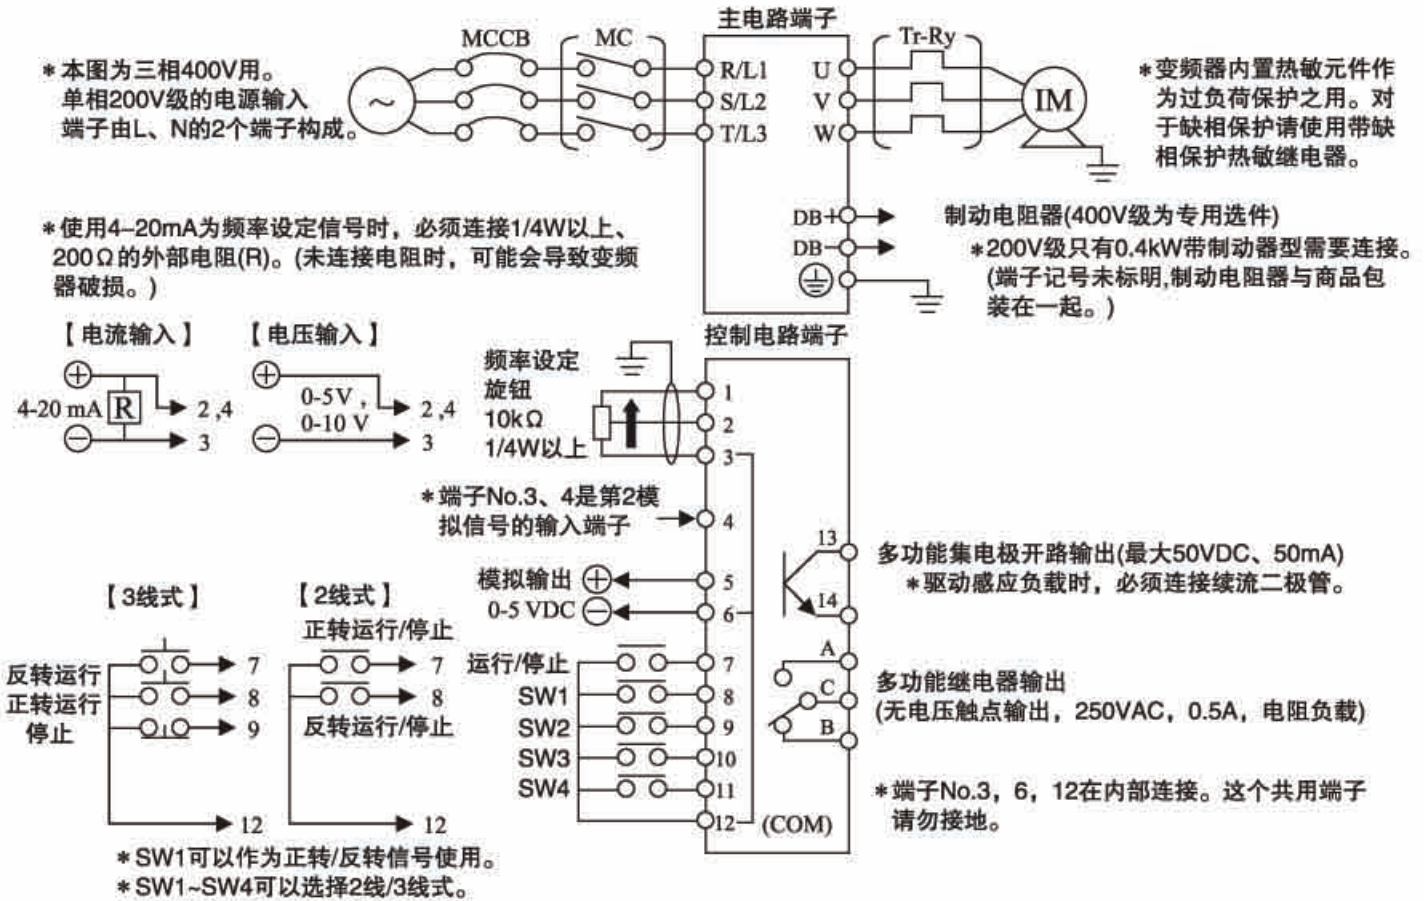 主电路端子
MCCB
MC
Tr-Ry
*本图为三相400V用。
单相200V级的电源输入
端子由L、N的2个端子构成。
~
R/L1
S/L2
T/L3
U
V
W
IM
*变频器内置热敏元件作
为过负荷保护之用。对
于缺相保护请使用带缺
相保护热敏继电器。
DB+
DB-
制动电阻器(400V级为专用选件)
*200V级只有0.4kW带制动器型需要连接。
(端子记号未标明,制动电阻器与商品包
装在一起。)
*使用4–20mA为频率设定信号时，必须连接1/4W以上、
200Ω的外部电阻(R)。(未连接电阻时，可能会导致变频
器破损。)
【电流输入】
+
4-20 mA
R
−
2 ,4
3
【电压输入】
+
0-5V ,
0-10 V
−
2 ,4
3
控制电路端子
频率设定
旋钮
10kΩ
1/4W以上
1
2
3
*端子No.3、4是第2模
拟信号的输入端子
4
模拟输出 +
0-5 VDC −
5
6
【3线式】
反转运行
正转运行
停止
7
8
9
12
【2线式】
正转运行/停止
7
8
反转运行/停止
12
运行/停止
SW1
SW2
SW3
SW4
7
8
9
10
11
12
(COM)
13
14
多功能集电极开路输出(最大50VDC、50mA)
*驱动感应负载时，必须连接续流二极管。
A
C
B
多功能继电器输出
(无电压触点输出，250VAC，0.5A，电阻负载)
*端子No.3，6，12在内部连接。这个共用端子
请勿接地。
*SW1可以作为正转/反转信号使用。
*SW1~SW4可以选择2线/3线式。